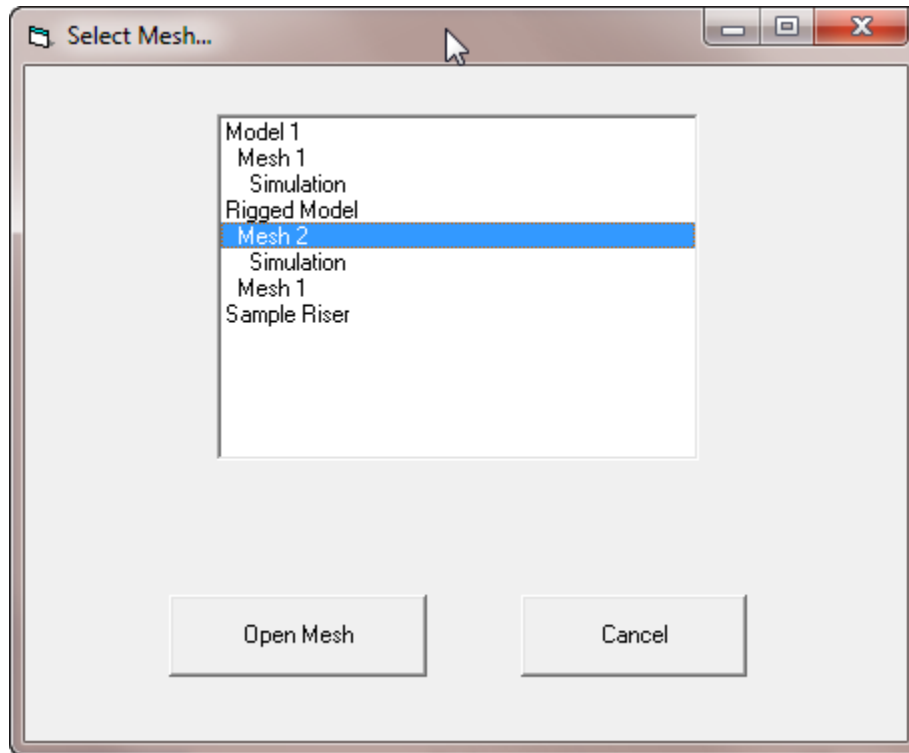 Select Mesh...
Model 1
Mesh 1
Simulation
Rigged Model
Mesh 2
Simulation
Mesh 1
Sample Riser
Open Mesh
Cancel